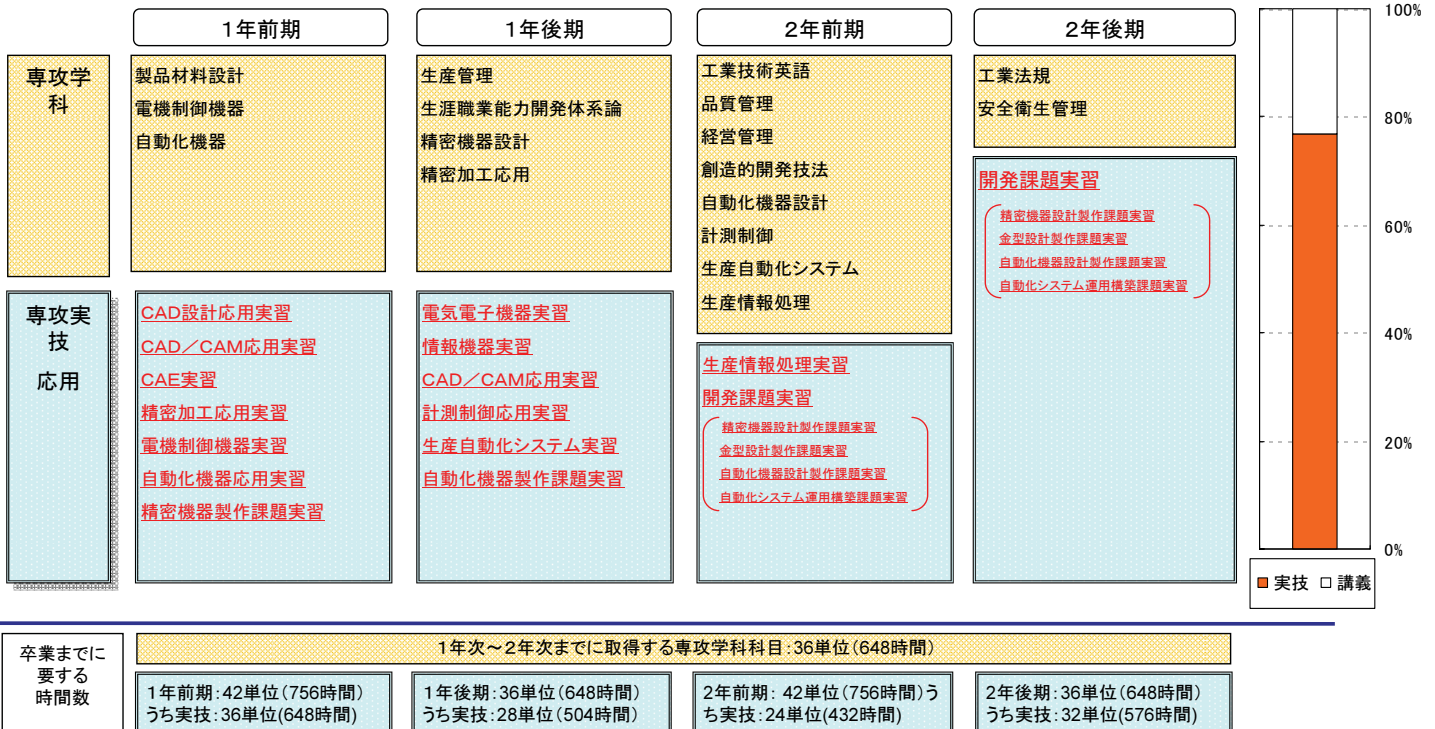 1年前期
1年後期
2年前期
2年後期
専攻学
科
製品材料設計
電機制御機器
自動化機器
生産管理
生涯職業能力開発体系論
精密機器設計
精密加工応用
工業技術英語
品質管理
経営管理
創造的開発技法
自動化機器設計
計測制御
生産自動化システム
生産情報処理
工業法規
安全衛生管理
専攻実
技
応用
CAD設計応用実習
CAD/CAM応用実習
CAE実習
精密加工応用実習
電機制御機器実習
自動化機器応用実習
精密機器製作課題実習
電気電子機器実習
情報機器実習
CAD/CAM応用実習
計測制御応用実習
生産自動化システム実習
自動化機器製作課題実習
生産情報処理実習
開発課題実習
精密機器設計製作課題実習
金型設計製作課題実習
自動化機器設計製作課題実習
自動化システム運用構築課題実習
開発課題実習
精密機器設計製作課題実習
金型設計製作課題実習
自動化機器設計製作課題実習
自動化システム運用構築課題実習
100%
80%
60%
40%
20%
0%
実技 講義
卒業までに
要する
時間数
1年次～2年次までに取得する専攻学科科目:36単位(648時間)
1年前期:42単位(756時間)
うち実技:36単位(648時間)
1年後期:36単位(648時間)
うち実技:28単位(504時間)
2年前期: 42単位(756時間)う
ち実技:24単位(432時間)
2年後期:36単位(648時間)
うち実技:32単位(576時間)